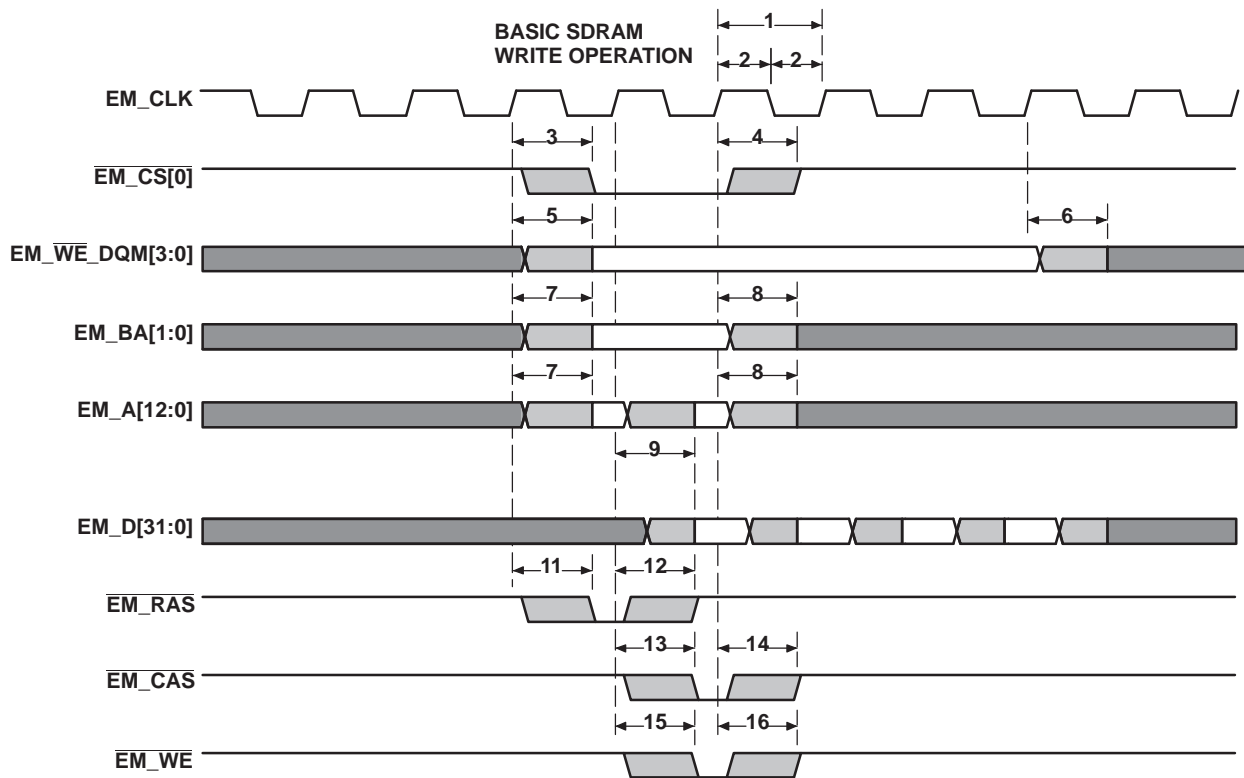 BASIC SDRAM
WRITE OPERATION
1
2 2
EM_CLK
3 4
EM_CS[0]
5 6
EM_WE_DQM[3:0]
7 8
EM_BA[1:0]
7 8
EM_A[12:0]
9
EM_D[31:0]
11 12
EM_RAS
13 14
EM_CAS
15 16
EM_WE